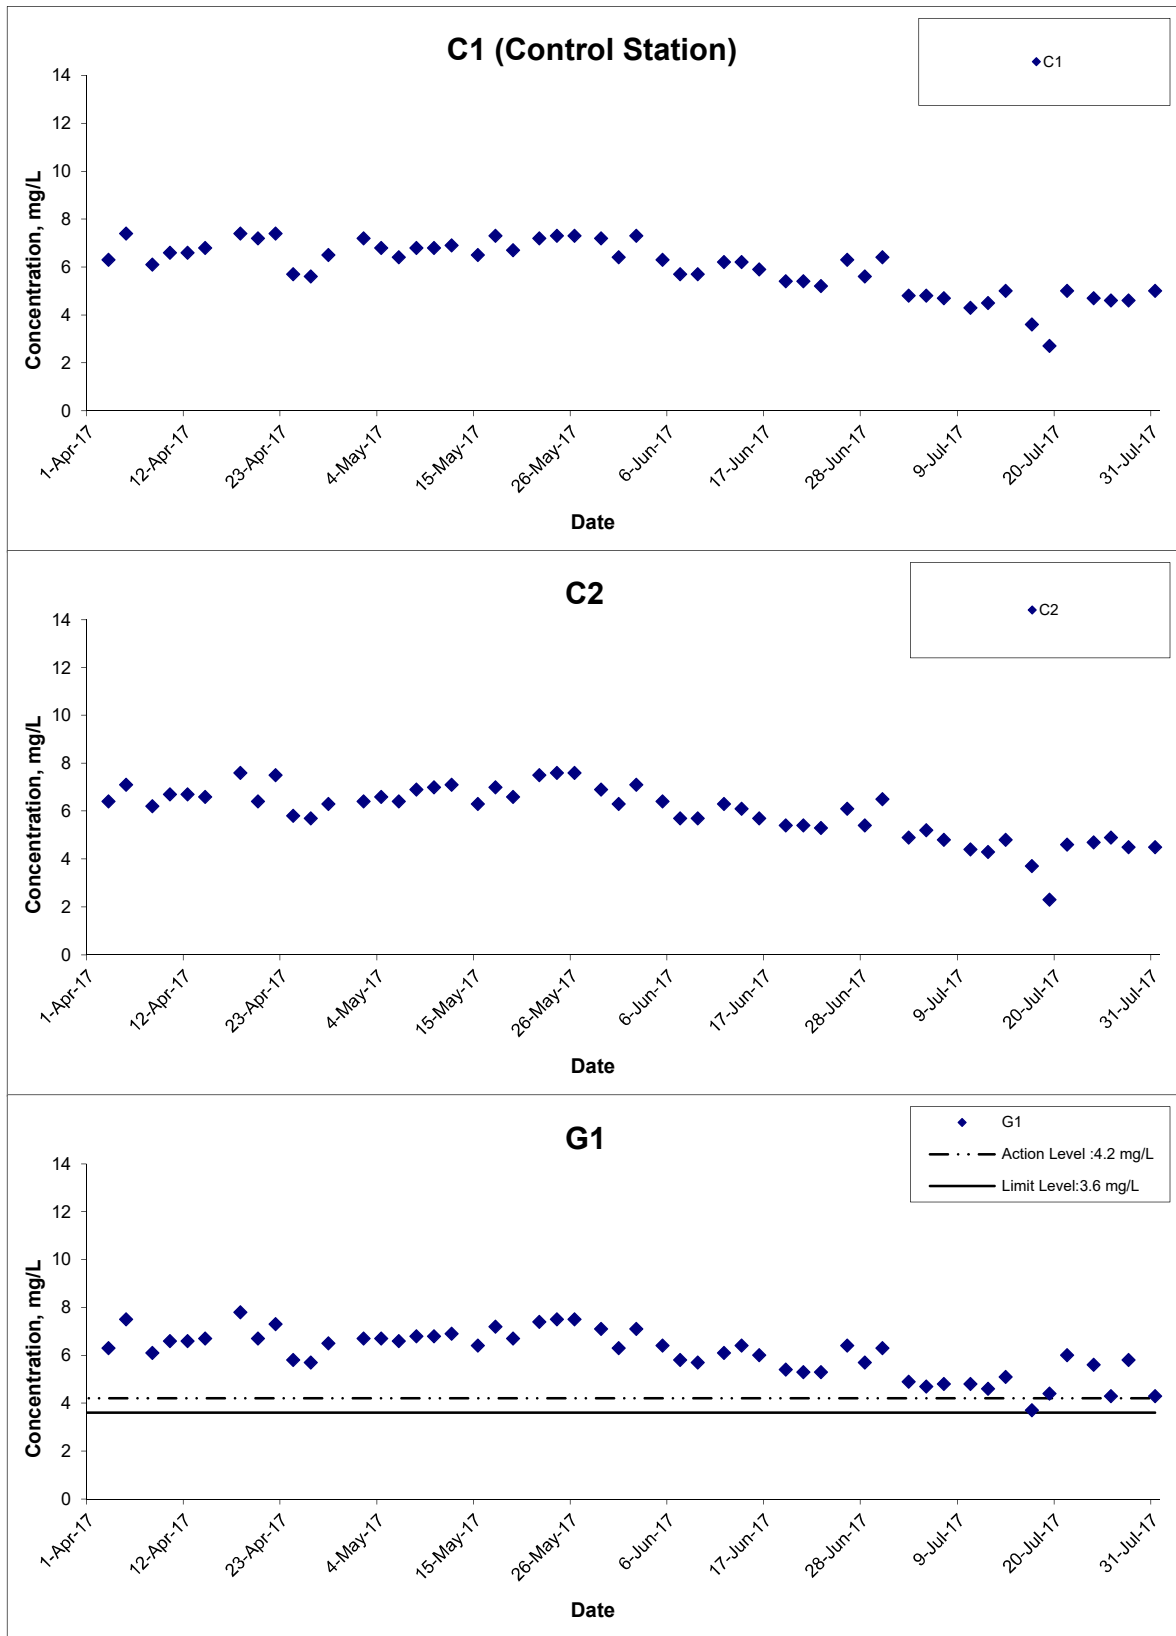 C1 (Control Station)
C1
Concentration, mg/L
14
12
10
8
6
4
2
0
1-Apr-17
12-Apr-17
23-Apr-17
4-May-17
15-May-17
26-May-17
6-Jun-17
17-Jun-17
28-Jun-17
9-Jul-17
20-Jul-17
31-Jul-17
Date
C2
C2
Concentration, mg/L
14
12
10
8
6
4
2
0
1-Apr-17
12-Apr-17
23-Apr-17
4-May-17
15-May-17
26-May-17
6-Jun-17
17-Jun-17
28-Jun-17
9-Jul-17
20-Jul-17
31-Jul-17
Date
G1
G1
Action Level :4.2 mg/L
Limit Level:3.6 mg/L
Concentration, mg/L
14
12
10
8
6
4
2
0
1-Apr-17
12-Apr-17
23-Apr-17
4-May-17
15-May-17
26-May-17
6-Jun-17
17-Jun-17
28-Jun-17
9-Jul-17
20-Jul-17
31-Jul-17
Date